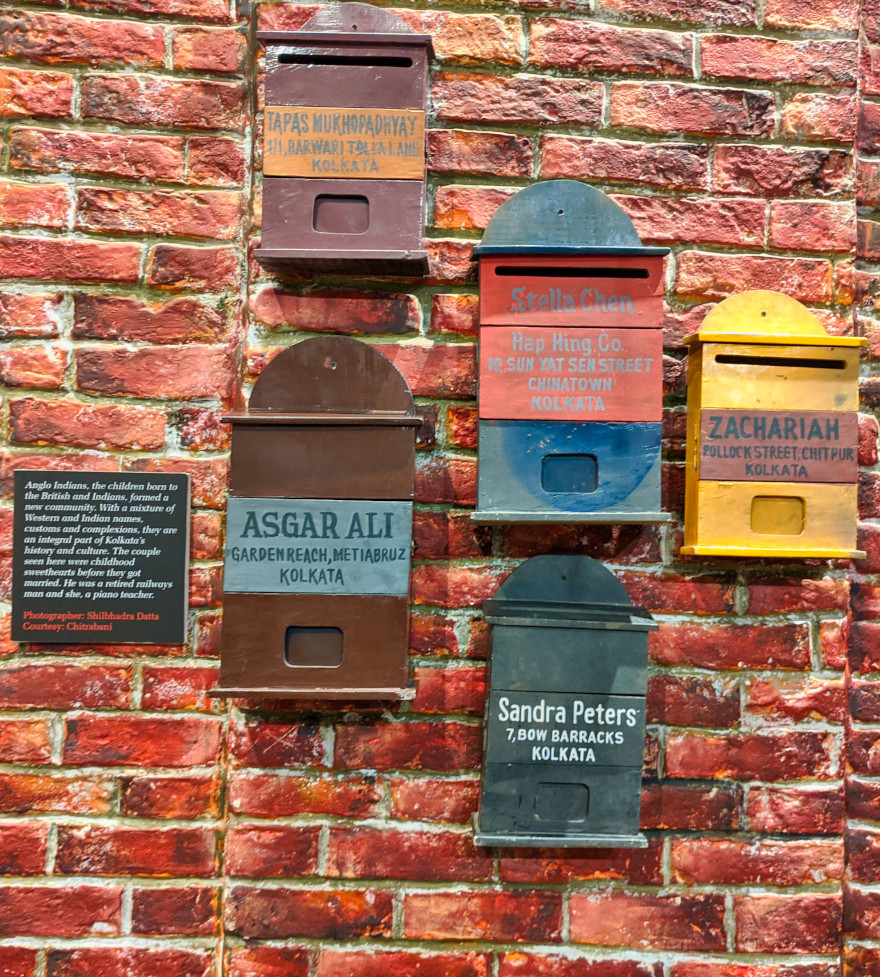 TAPAS MUKHOPADHYAY
1/1, BARWARI TOLLA LANE
KOLKATA
Stella Chen
Hap Hing Co.
10, SUN YAT SEN STREET
CHINATOWN
KOLKATA
ZACHARIAH
POLLOCK STREET, CHITPUR
KOLKATA
ASGAR ALI
GARDEN REACH, METIABRUZ
KOLKATA
Anglo Indians, the children born to
the British and Indians, formed a
new community. With a mixture of
Western and Indian names,
customs and complexions, they are
an integral part of Kolkata's
history and culture. The couple
seen here were childhood
sweethearts before they got
married. He was a retired railways
man and she, a piano teacher.
Photographer: Shilbhadra Datta
Courtesy: Chitrabani
Sandra Peters
7, BOW BARRACKS
KOLKATA